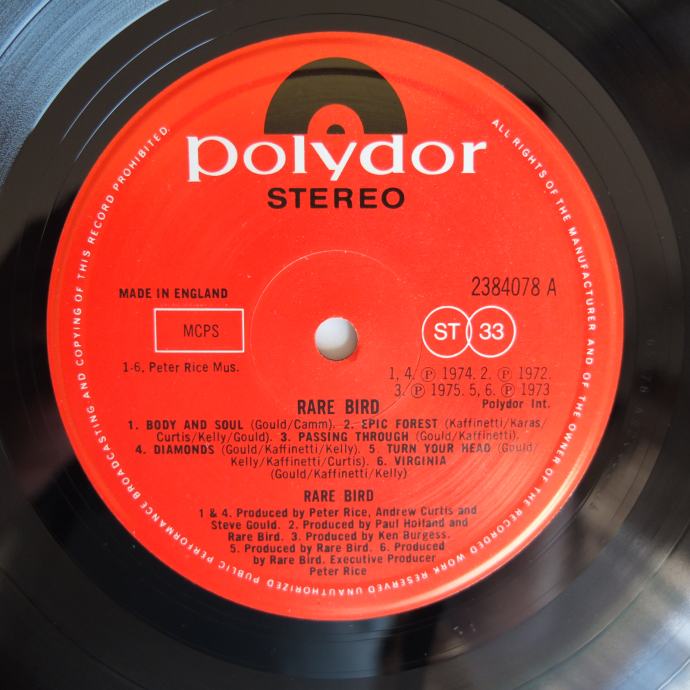 polydor
STEREO
MADE IN ENGLAND
2384078 A
MCPS
ST 33
1-6, Peter Rice Mus.
1, 4. ℗ 1974. 2. ℗ 1972.
3. ℗ 1975. 5, 6. ℗ 1973
Polydor Int.
RARE BIRD
1. BODY AND SOUL (Gould/Camm). 2. EPIC FOREST (Kaffinetti/Karas/
Curtis/Kelly/Gould). 3. PASSING THROUGH (Gould/Kaffinetti).
4. DIAMONDS (Gould/Kaffinetti/Kelly). 5. TURN YOUR HEAD (Gould/
Kelly/Kaffinetti/Curtis). 6. VIRGINIA
(Gould/Kaffinetti/Kelly)
RARE BIRD
1 & 4. Produced by Peter Rice, Andrew Curtis and
Steve Gould. 2. Produced by Paul Holland and
Rare Bird. 3. Produced by Ken Burgess.
5. Produced by Rare Bird. 6. Produced
by Rare Bird. Executive Producer
Peter Rice
ALL RIGHTS OF THE MANUFACTURER AND OF THE OWNER OF THE RECORDED WORK RESERVED UNAUTHORIZED PUBLIC PERFORMANCE BROADCASTING AND COPYING OF THIS RECORD PROHIBITED.